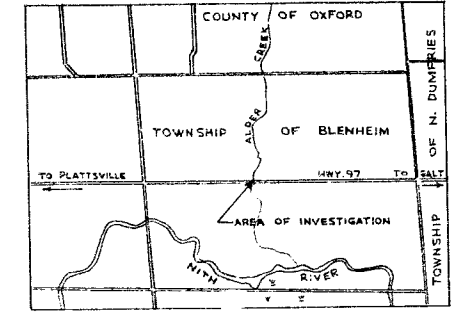 COUNTY OF OXFORD
ALDER CREEK
TOWNSHIP OF BLENHEIM
TOWNSHIP OF N. DUMFRIES
TO PLATTSVILLE
HWY. 97
TO GALT
AREA OF INVESTIGATION
NITH RIVER